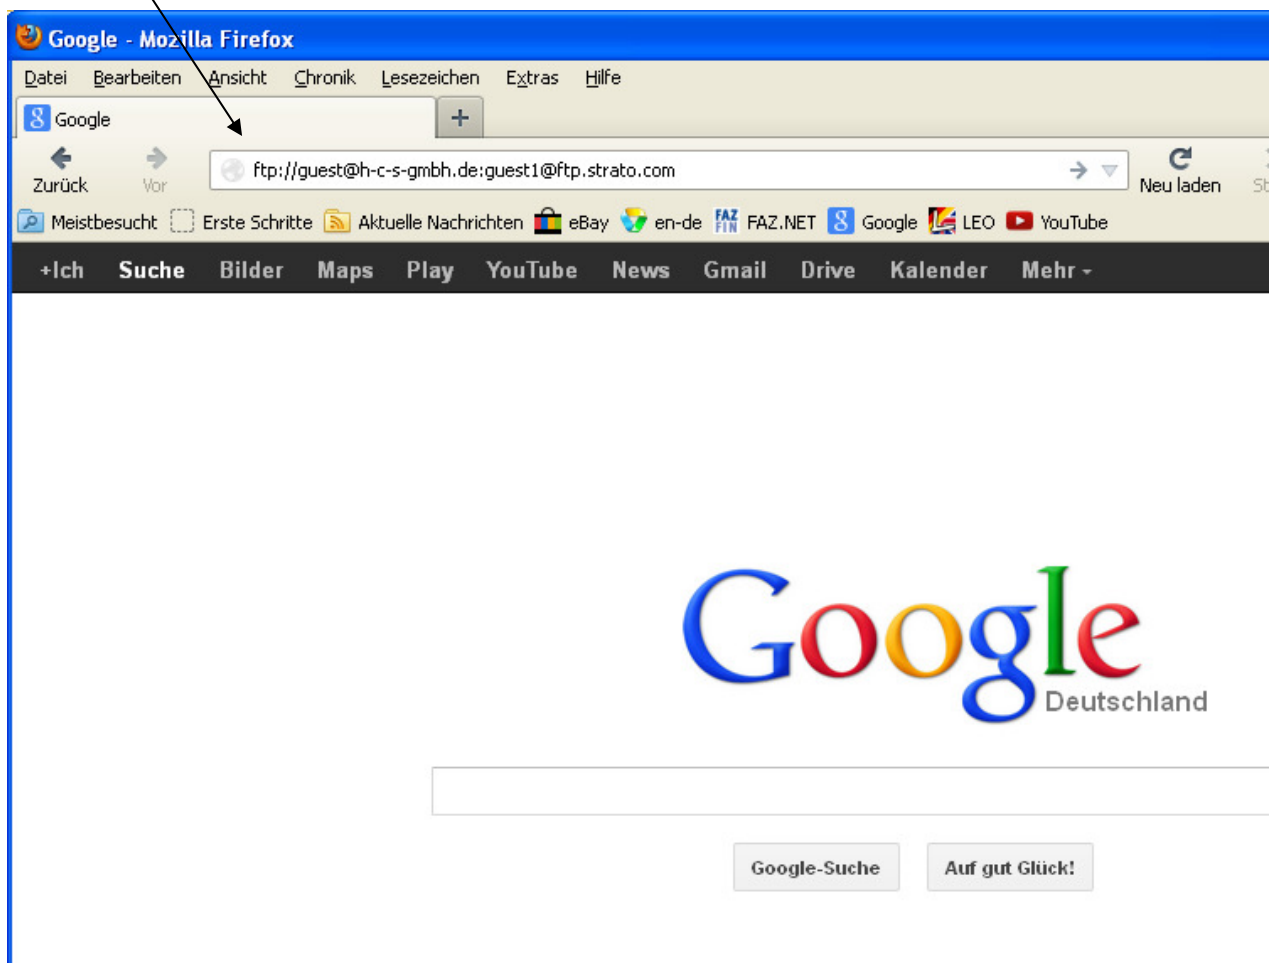 Google - Mozilla Firefox
Datei Bearbeiten Ansicht Chronik Lesezeichen Extras Hilfe
Google
Zurück Vor ftp://guest@h-c-s-gmbh.de:guest1@ftp.strato.com Neu laden
Meistbesucht Erste Schritte Aktuelle Nachrichten eBay en-de FAZ FIN FAZ.NET Google LEO YouTube
+Ich Suche Bilder Maps Play YouTube News Gmail Drive Kalender Mehr
Google
Deutschland
Google-Suche Auf gut Glück!